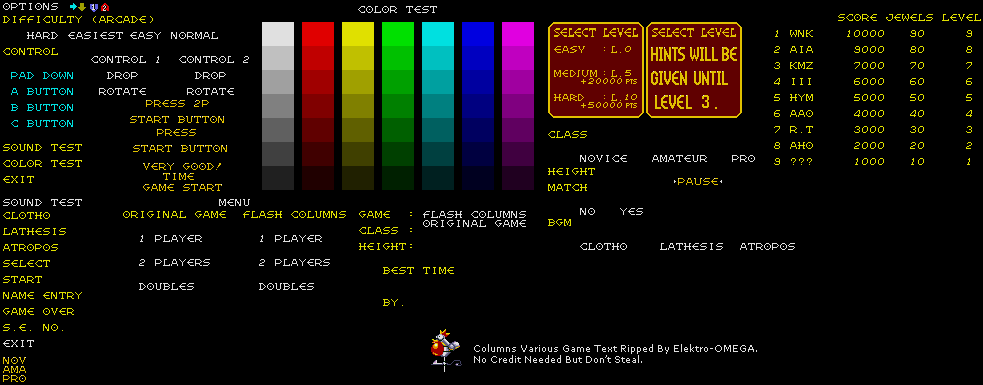 OPTIONS
DIFFICULTY (ARCADE)
HARD EASIEST EASY NORMAL
CONTROL
CONTROL 1 CONTROL 2
PAD DOWN DROP DROP
A BUTTON ROTATE ROTATE
B BUTTON
C BUTTON
PRESS 2P
START BUTTON
PRESS
START BUTTON
SOUND TEST
COLOR TEST
EXIT
VERY GOOD!
TIME
GAME START
COLOR TEST
SELECT LEVEL
EASY : L.0
MEDIUM : L.5
+20000 PTS
HARD : L.10
+50000 PTS
SELECT LEVEL
HINTS WILL BE
GIVEN UNTIL
LEVEL 3.
SCORE JEWELS LEVEL
1 WNK 10000 90 9
2 AIA 9000 80 8
3 KMZ 7000 70 7
4 III 6000 60 6
5 HYM 5000 50 5
6 AAO 4000 40 4
7 R.T 3000 30 3
8 AHO 2000 20 2
9 ??? 1000 10 1
CLASS
NOVICE AMATEUR PRO
HEIGHT
MATCH
PAUSE
NO YES
BGM
CLOTHO LATHESIS ATROPOS
SOUND TEST
CLOTHO
LATHESIS
ATROPOS
SELECT
START
NAME ENTRY
GAME OVER
S.E. NO.
EXIT
NOV
AMA
PRO
MENU
ORIGINAL GAME FLASH COLUMNS
1 PLAYER 1 PLAYER
2 PLAYERS 2 PLAYERS
DOUBLES DOUBLES
GAME : FLASH COLUMNS
ORIGINAL GAME
CLASS :
HEIGHT:
BEST TIME
BY.
Columns Various Game Text Ripped By Elektro-OMEGA.
No Credit Needed But Don't Steal.